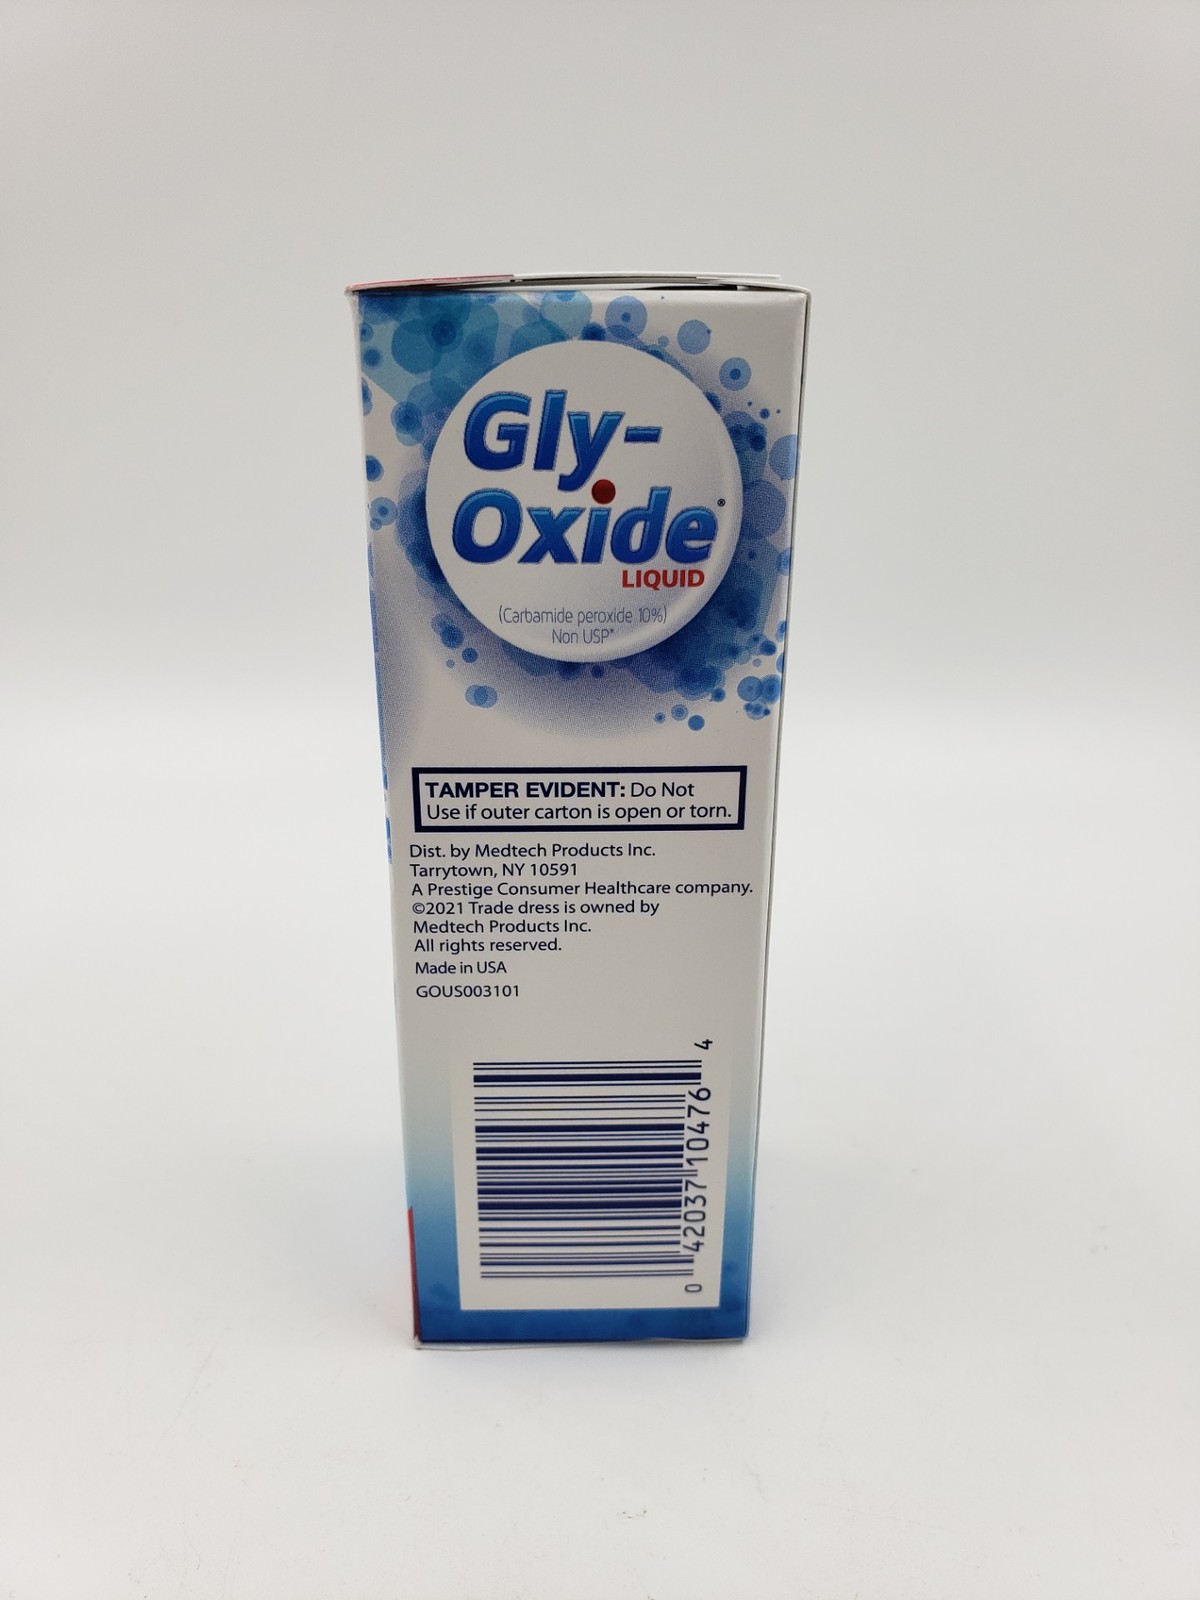 Gly-
Oxide®
LIQUID
(Carbamide peroxide 10%)
Non USP*
TAMPER EVIDENT: Do Not
Use if outer carton is open or torn.
Dist. by Medtech Products Inc.
Tarrytown, NY 10591
A Prestige Consumer Healthcare company.
©2021 Trade dress is owned by
Medtech Products Inc.
All rights reserved.
Made in USA
GOUS003101
0 42037 10476 4